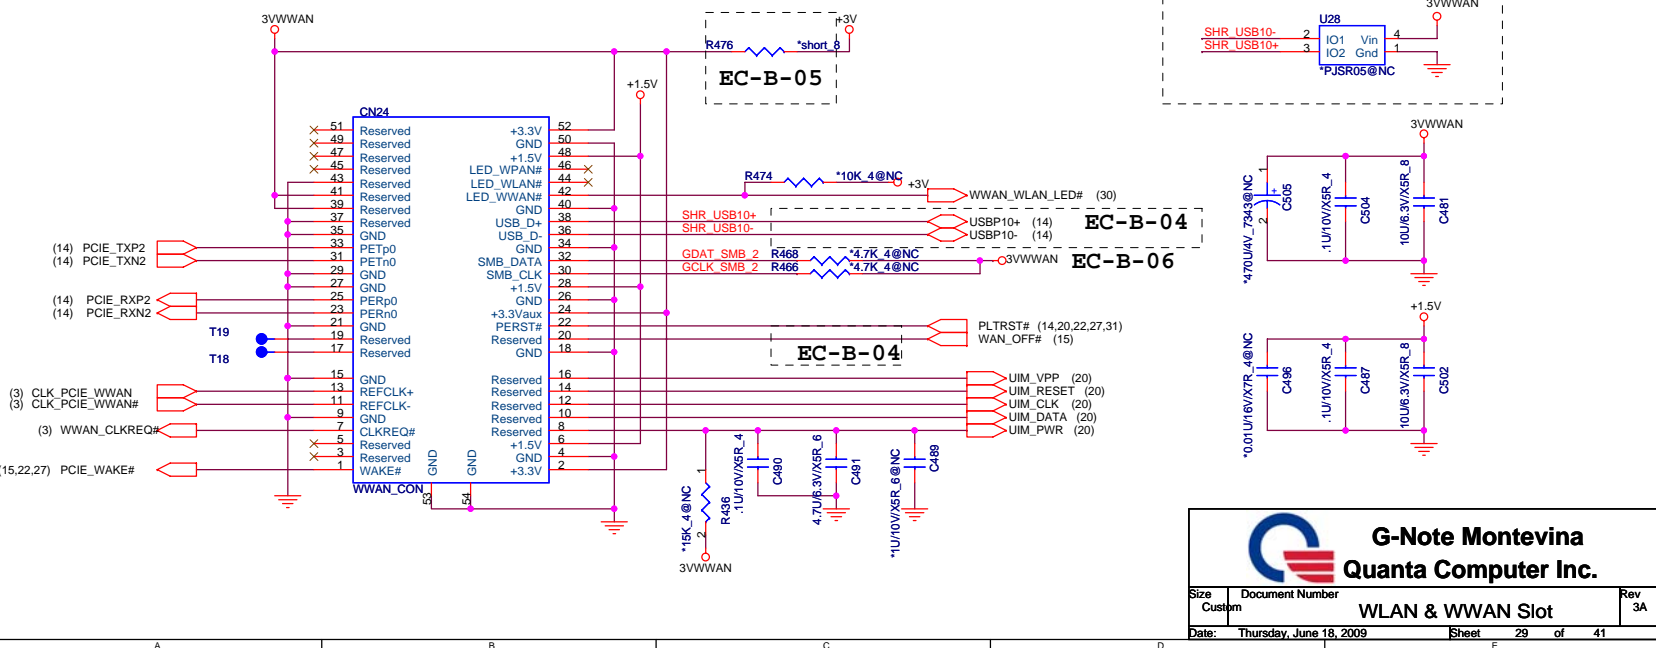 3VWWAN
R476
*short_8
+3V
EC-B-05
+1.5V
3VWWAN
U28
SHR_USB10-
2
IO1
Vin
4
SHR_USB10+
3
IO2
Gnd
1
*PJSR05@NC
CN24
51
Reserved
+3.3V
52
49
Reserved
GND
50
47
Reserved
+1.5V
48
45
Reserved
LED_WPAN#
46
43
Reserved
LED_WLAN#
44
41
Reserved
LED_WWAN#
42
39
Reserved
GND
40
37
Reserved
USB_D+
38
35
GND
USB_D-
36
33
PETp0
GND
34
31
PETn0
SMB_DATA
32
29
GND
SMB_CLK
30
27
GND
+1.5V
28
25
PERp0
GND
26
23
PERn0
+3.3Vaux
24
21
GND
PERST#
22
19
Reserved
Reserved
20
17
Reserved
GND
18
15
GND
Reserved
16
13
REFCLK+
Reserved
14
11
REFCLK-
Reserved
12
9
GND
Reserved
10
7
CLKREQ#
Reserved
8
5
Reserved
+1.5V
6
3
Reserved
GND
4
1
WAKE#
+3.3V
2
GND
GND
53
54
WWAN_CON
(14) PCIE_TXP2
(14) PCIE_TXN2
(14) PCIE_RXP2
(14) PCIE_RXN2
T19
T18
(3) CLK_PCIE_WWAN
(3) CLK_PCIE_WWAN#
(3) WWAN_CLKREQ#
(15,22,27) PCIE_WAKE#
R474
*10K_4@NC
+3V
WWAN_WLAN_LED# (30)
SHR_USB10+
USBP10+ (14)
SHR_USB10-
USBP10- (14)
EC-B-04
GDAT_SMB_2
R468
*4.7K_4@NC
3VWWAN
GCLK_SMB_2
R466
*4.7K_4@NC
EC-B-06
PLTRST# (14,20,22,27,31)
WAN_OFF# (15)
EC-B-04
UIM_VPP (20)
UIM_RESET (20)
UIM_CLK (20)
UIM_DATA (20)
UIM_PWR (20)
*15K_4@NC
1
2
R436
3VWWAN
.1U/10V/X5R_4
C490
4.7U/6.3V/X5R_6
C491
*1U/10V/X5R_6@NC
C489
3VWWAN
*470U/4V_7343@NC
+
2
C505
.1U/10V/X5R_4
C504
10U/6.3V/X5R_8
C481
+1.5V
*0.01U/16V/X7R_4@NC
C496
.1U/10V/X5R_4
C487
10U/6.3V/X5R_8
C502
G-Note Montevina
Quanta Computer Inc.
Size
Custom
Document Number
WLAN & WWAN Slot
Rev
3A
Date: Thursday, June 18, 2009
Sheet 29 of 41
A
B
C
D
E